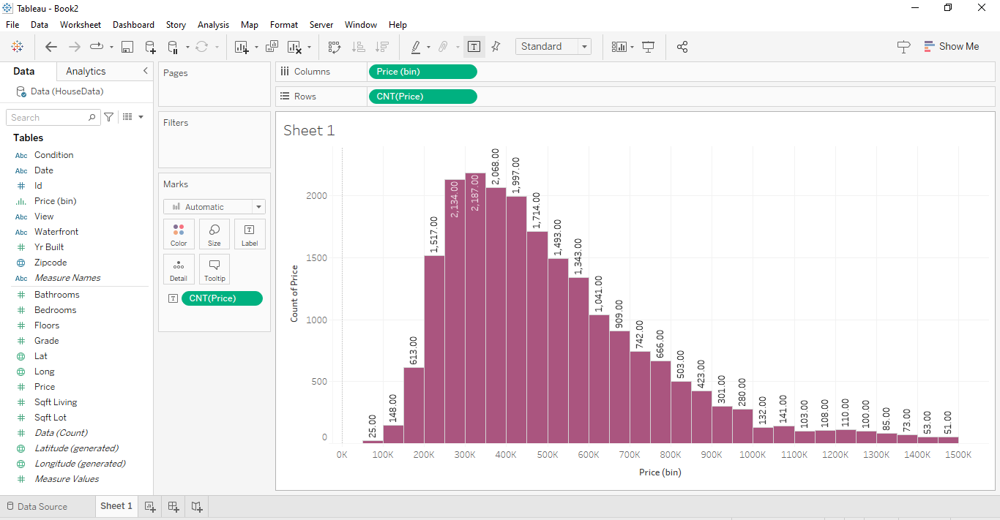 Tableau - Book2
File Data Worksheet Dashboard Story Analysis Map Format Server Window Help
Standard
Show Me
Data Analytics
Data (HouseData)
Search
Tables
Abc Condition
Abc Date
Id
Price (bin)
Abc View
Abc Waterfront
Yr Built
Zipcode
Abc Measure Names
Bathrooms
Bedrooms
Floors
Grade
Lat
Long
Price
Sqft Living
Sqft Lot
Data (Count)
Latitude (generated)
Longitude (generated)
Measure Values
Pages
Filters
Marks
Automatic
Color Size Label
Detail Tooltip
CNT(Price)
Columns Price (bin)
Rows CNT(Price)
Sheet 1
Count of Price
2000
1500
1000
500
0
25.00
148.00
613.00
1,517.00
2,134.00
2,187.00
2,068.00
1,997.00
1,714.00
1,493.00
1,343.00
1,041.00
909.00
742.00
666.00
503.00
423.00
301.00
280.00
132.00
141.00
103.00
108.00
110.00
100.00
85.00
73.00
53.00
51.00
0K 100K 200K 300K 400K 500K 600K 700K 800K 900K 1000K 1100K 1200K 1300K 1400K 1500K
Price (bin)
Data Source Sheet 1